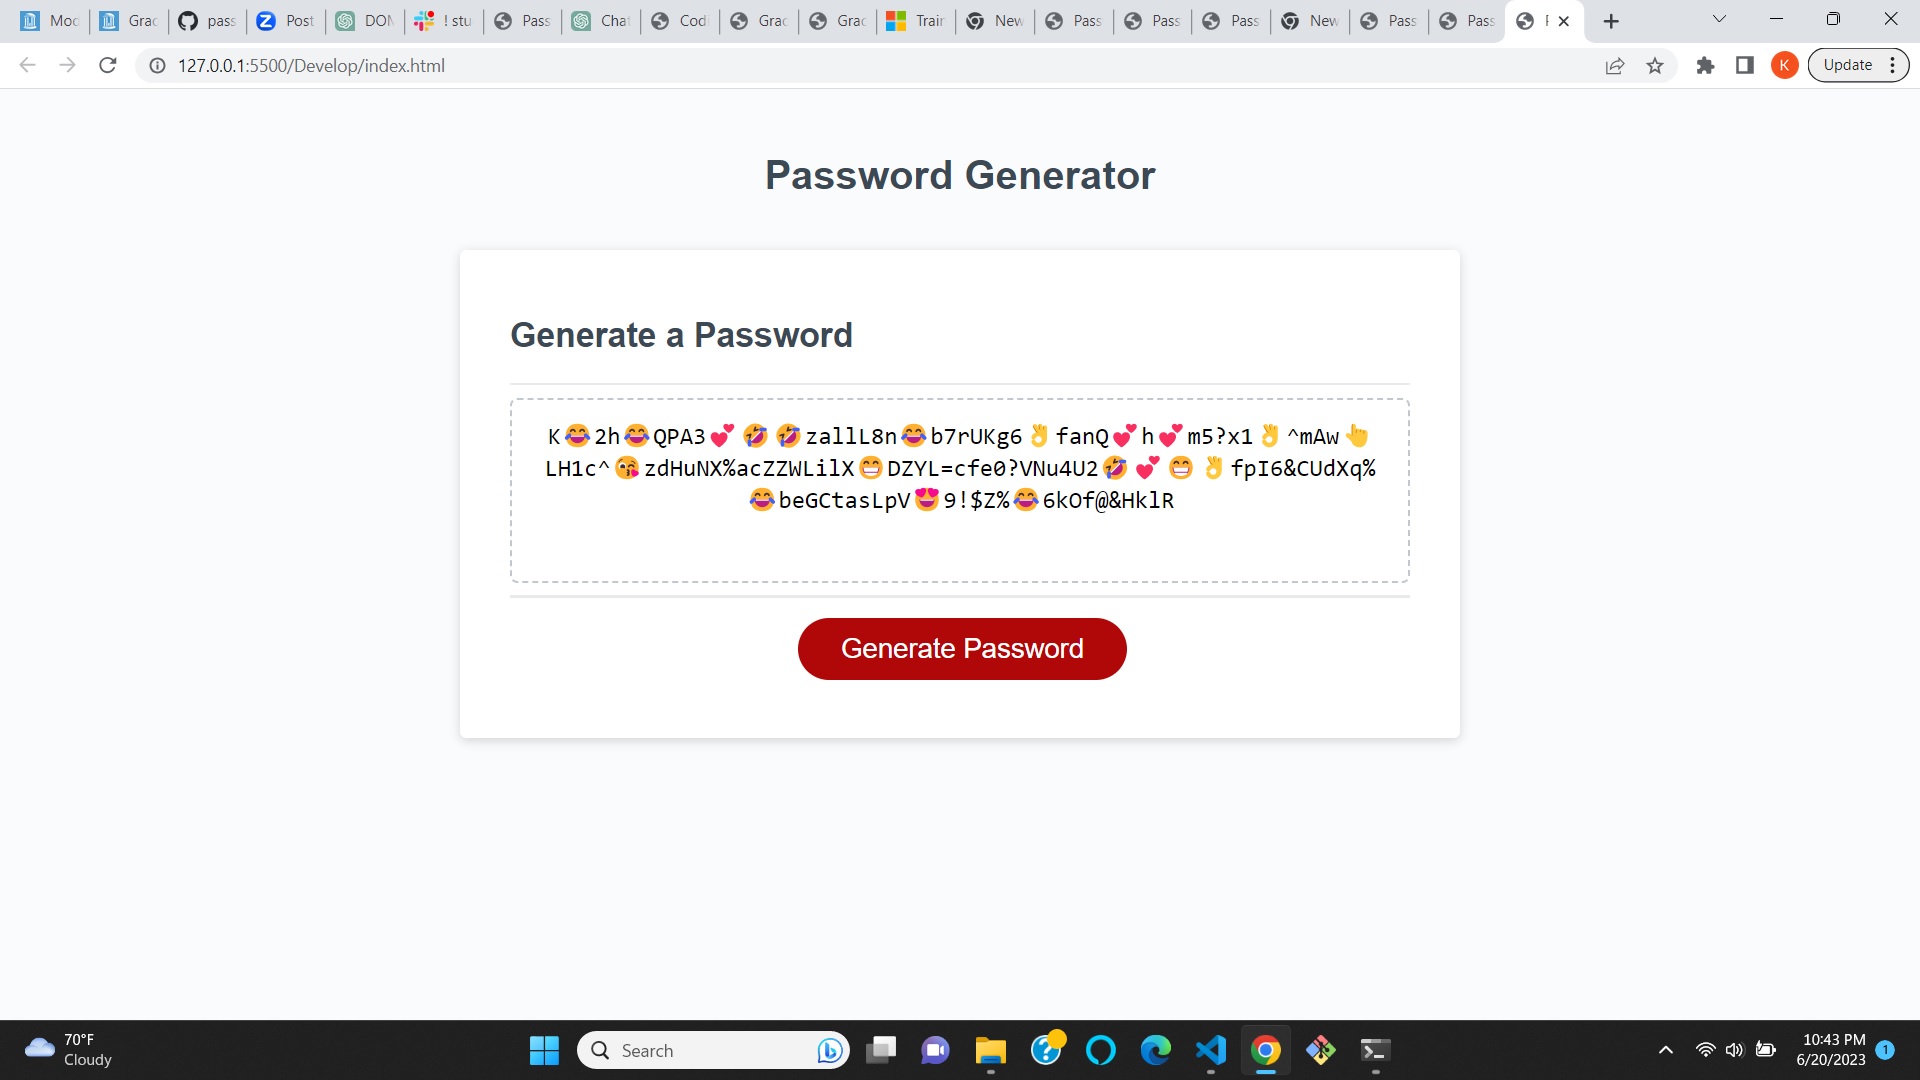 Moc
Grac
pass
Post
DOM
! stu
Pass
Chat
Codi
Grac
Grac
Train
New
Pass
Pass
Pass
New
Pass
Pass
127.0.0.1:5500/Develop/index.html
K
Update
Password Generator
Generate a Password
K😂2h😂QPA3💕🤣🤣zallL8n😂b7rUKg6👌fanQ💕h💕m5?x1👌^mAw👆
LH1c^😘zdHuNX%acZZWLilX😁DZYL=cfe0?VNu4U2🤣💕😁👌fpI6&CUdXq%
😂beGCtasLpV😍9!$Z%😂6kOf@&HklR
Generate Password
70°F
Cloudy
Search
10:43 PM
6/20/2023
1